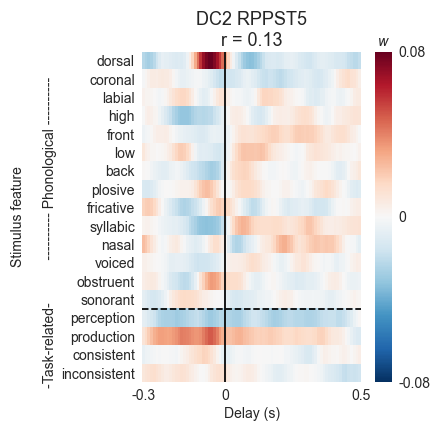 DC2 RPPST5
r = 0.13
w
dorsal
coronal
labial
high
front
low
back
plosive
fricative
syllabic
nasal
voiced
obstruent
sonorant
perception
production
consistent
inconsistent
Stimulus feature
-Task-related- ---------- Phonological ----------
-0.3
0
0.5
Delay (s)
0.08
0
-0.08